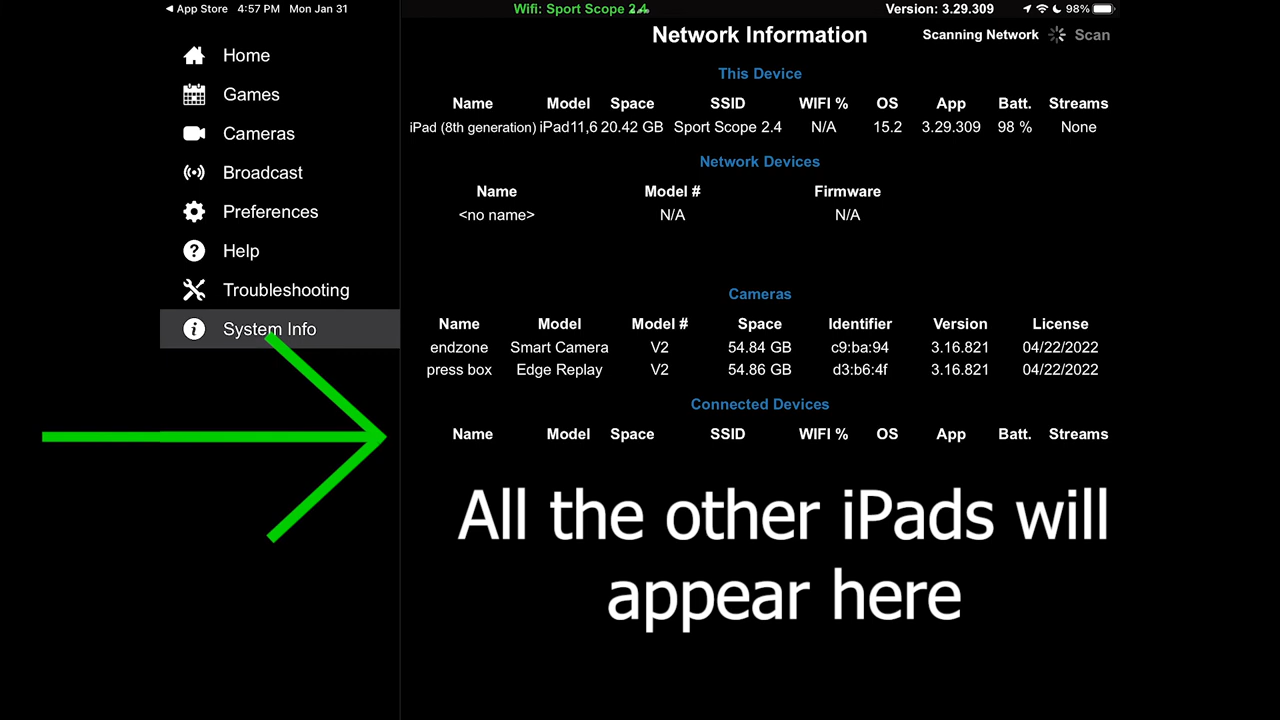 App Store 4:57 PM Mon Jan 31
Wifi: Sport Scope 2.4
Version: 3.29.309
98%
Home
Games
Cameras
Broadcast
Preferences
Help
Troubleshooting
System Info
Network Information
Scanning Network Scan
This Device
Name Model Space SSID WIFI % OS App Batt. Streams
iPad (8th generation) iPad11,6 20.42 GB Sport Scope 2.4 N/A 15.2 3.29.309 98 % None
Network Devices
Name Model # Firmware
<no name> N/A N/A
Cameras
Name Model Model # Space Identifier Version License
endzone Smart Camera V2 54.84 GB c9:ba:94 3.16.821 04/22/2022
press box Edge Replay V2 54.86 GB d3:b6:4f 3.16.821 04/22/2022
Connected Devices
Name Model Space SSID WIFI % OS App Batt. Streams
All the other iPads will
appear here